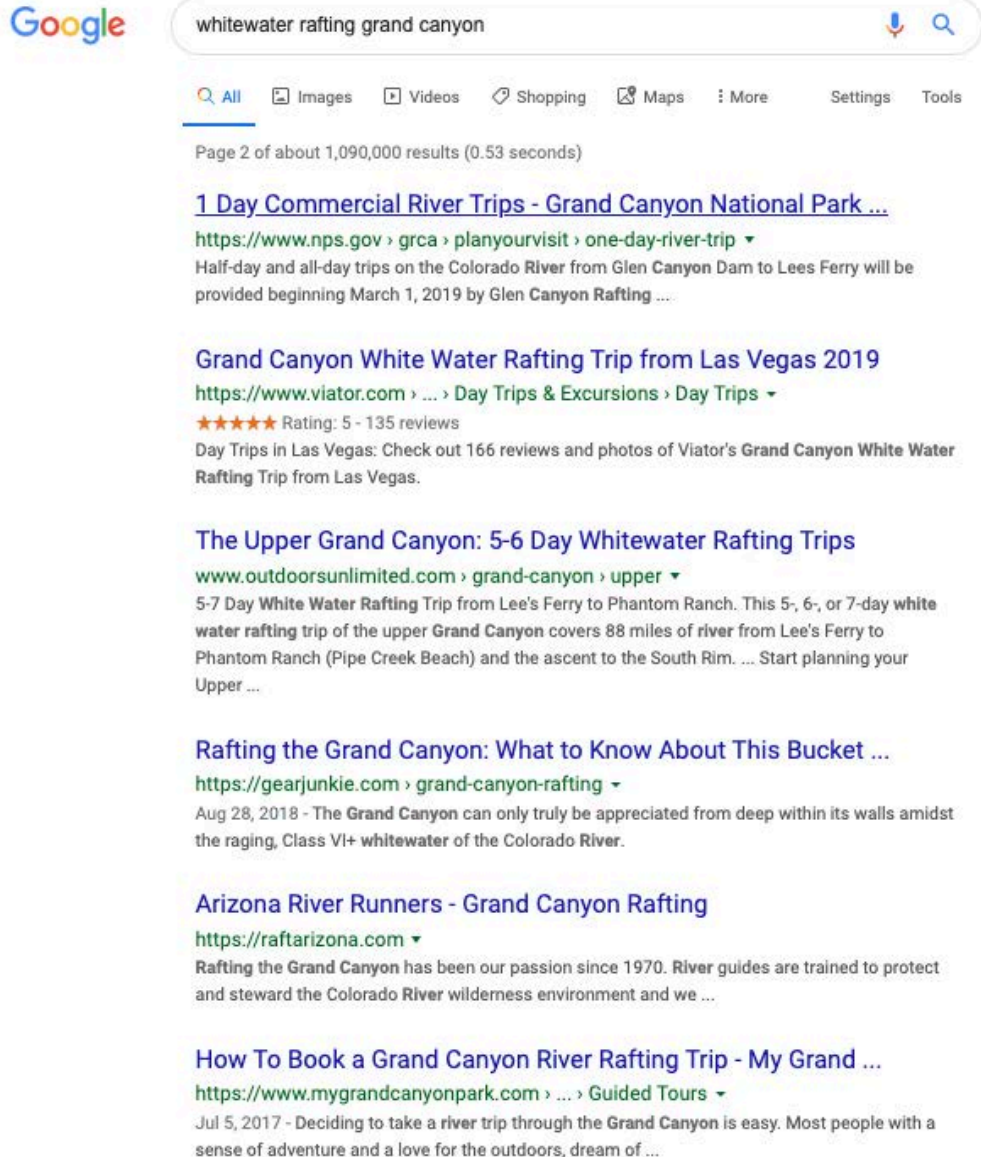 Google
whitewater rafting grand canyon
All Images Videos Shopping Maps More Settings Tools
Page 2 of about 1,090,000 results (0.53 seconds)
1 Day Commercial River Trips - Grand Canyon National Park ...
https://www.nps.gov › grca › planyourvisit › one-day-river-trip
Half-day and all-day trips on the Colorado River from Glen Canyon Dam to Lees Ferry will be
provided beginning March 1, 2019 by Glen Canyon Rafting ...
Grand Canyon White Water Rafting Trip from Las Vegas 2019
https://www.viator.com › ... › Day Trips & Excursions › Day Trips
Rating: 5 - 135 reviews
Day Trips in Las Vegas: Check out 166 reviews and photos of Viator's Grand Canyon White Water
Rafting Trip from Las Vegas.
The Upper Grand Canyon: 5-6 Day Whitewater Rafting Trips
www.outdoorsunlimited.com › grand-canyon › upper
5-7 Day White Water Rafting Trip from Lee's Ferry to Phantom Ranch. This 5-, 6-, or 7-day white
water rafting trip of the upper Grand Canyon covers 88 miles of river from Lee's Ferry to
Phantom Ranch (Pipe Creek Beach) and the ascent to the South Rim. ... Start planning your
Upper ...
Rafting the Grand Canyon: What to Know About This Bucket ...
https://gearjunkie.com › grand-canyon-rafting
Aug 28, 2018 - The Grand Canyon can only truly be appreciated from deep within its walls amidst
the raging, Class VI+ whitewater of the Colorado River.
Arizona River Runners - Grand Canyon Rafting
https://raftarizona.com
Rafting the Grand Canyon has been our passion since 1970. River guides are trained to protect
and steward the Colorado River wilderness environment and we ...
How To Book a Grand Canyon River Rafting Trip - My Grand ...
https://www.mygrandcanyonpark.com › ... › Guided Tours
Jul 5, 2017 - Deciding to take a river trip through the Grand Canyon is easy. Most people with a
sense of adventure and a love for the outdoors, dream of ...